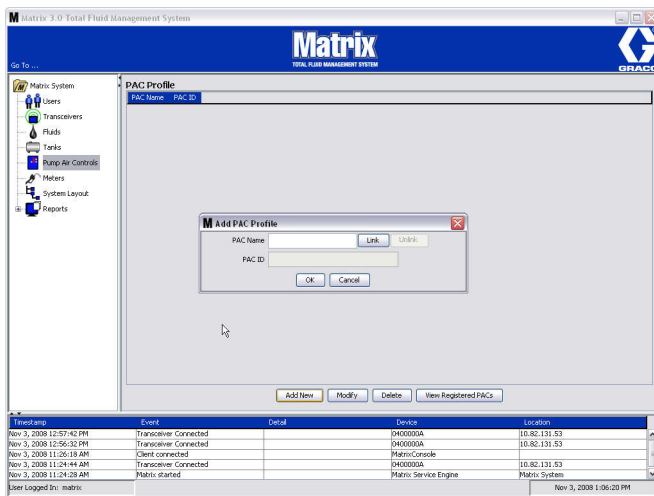 Matrix 3.0 Total Fluid Management System
Go To ...
Matrix
TOTAL FLUID MANAGEMENT SYSTEM
GRACO
Matrix System
Users
Transceivers
Fluids
Tanks
Pump Air Controls
Meters
System Layout
Reports
PAC Profile
PAC Name PAC ID
Add PAC Profile
PAC Name Link Unlink
PAC ID
OK Cancel
Add New Modify Delete View Registered PACs
Timestamp Event Detail Device Location
Nov 3, 2008 12:57:42 PM Transceiver Connected 0400000A 10.82.131.53
Nov 3, 2008 12:56:32 PM Transceiver Connected 0400000A 10.82.131.53
Nov 3, 2008 11:26:18 AM Client connected MatrixConsole
Nov 3, 2008 11:24:44 AM Transceiver Connected 0400000A 10.82.131.53
Nov 3, 2008 11:24:28 AM Matrix started Matrix Service Engine Matrix System
User Logged In: matrix Nov 3, 2008 1:06:20 PM